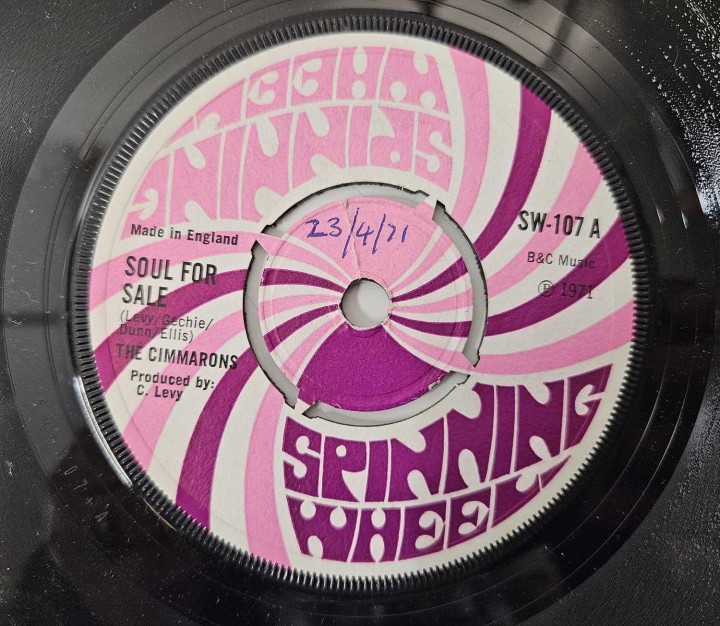 SPINNING
WHEEL
23/4/71
Made in England
SOUL FOR
SALE
(Levy/Gechie/
Dunn/Ellis)
THE CIMMARONS
Produced by:
C. Levy
SW-107 A
B&C Music
Ⓟ 1971
SPINNING
WHEEL